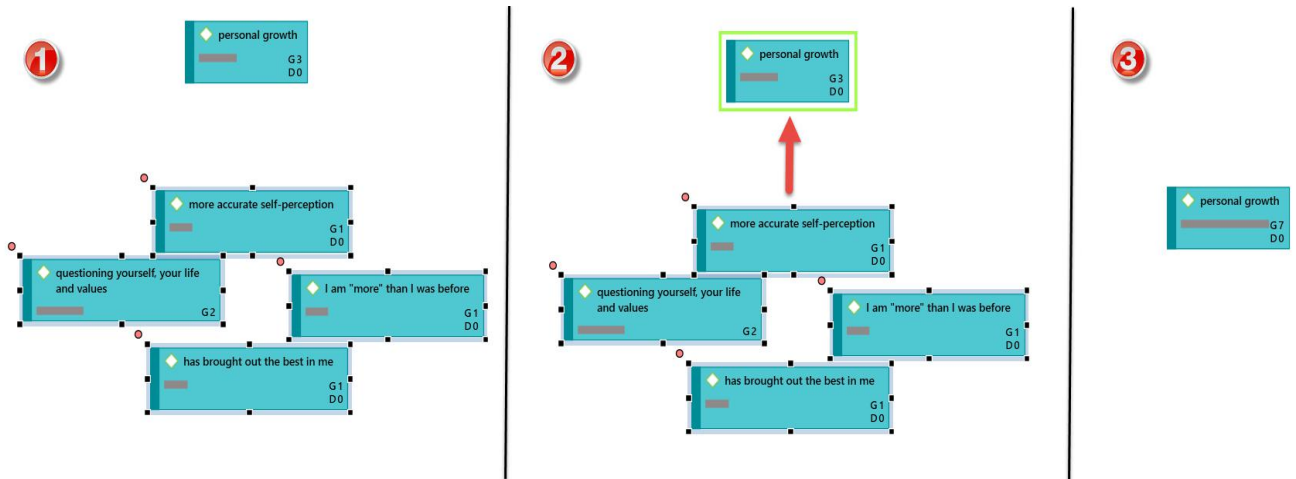 1
personal growth
G3
D0
more accurate self-perception
G1
D0
questioning yourself, your life
and values
G2
I am "more" than I was before
G1
D0
has brought out the best in me
G1
D0
2
personal growth
G3
D0
more accurate self-perception
G1
D0
questioning yourself, your life
and values
G2
I am "more" than I was before
G1
D0
has brought out the best in me
G1
D0
3
personal growth
G7
D0